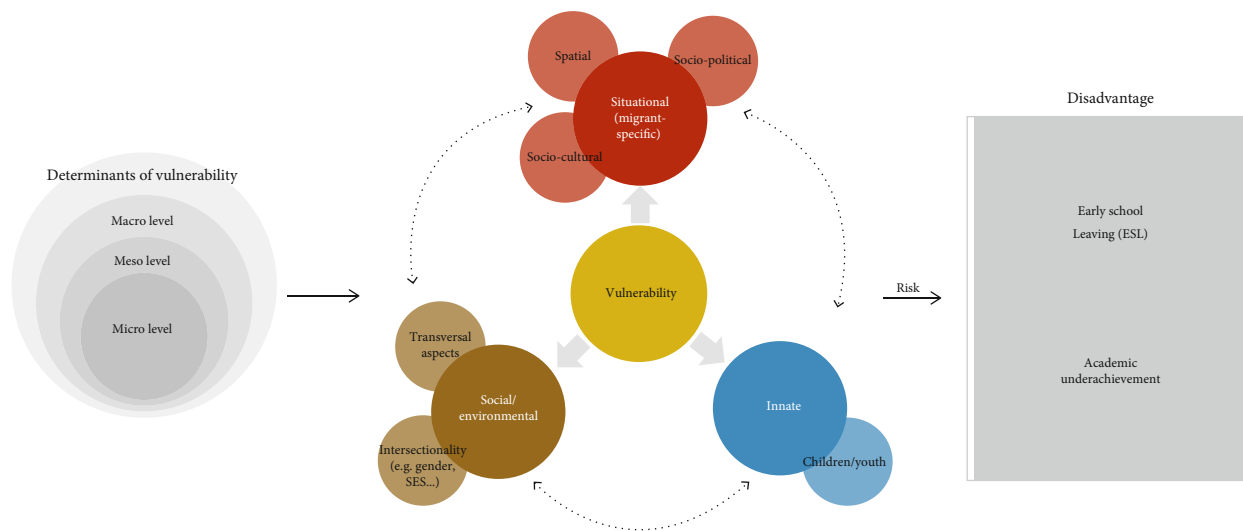 Determinants of vulnerability
Macro level
Meso level
Micro level
Spatial
Socio-political
Situational
(migrant-
specific)
Socio-cultural
Vulnerability
Transversal
aspects
Social/
environmental
Intersectionality
(e.g. gender,
SES...)
Innate
Children/youth
Risk
Disadvantage
Early school
Leaving (ESL)
Academic
underachievement